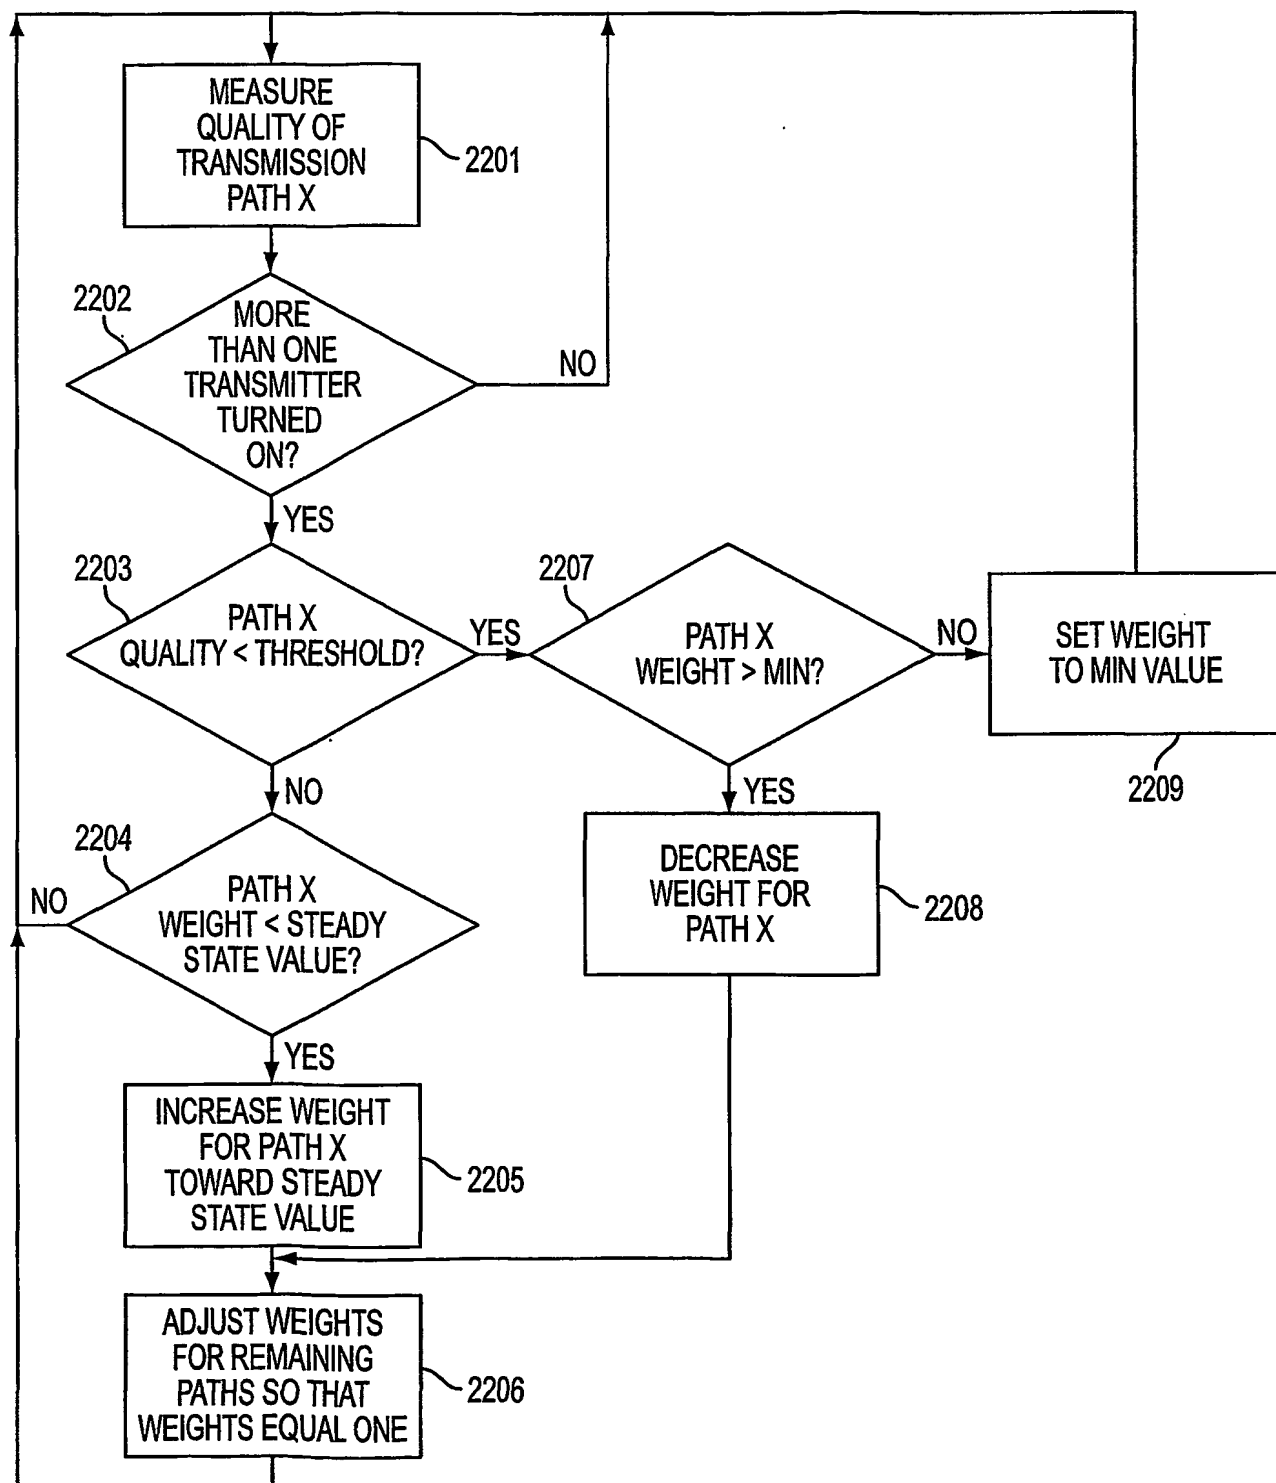 MEASURE
QUALITY OF
TRANSMISSION
PATH X
2201
2202
MORE
THAN ONE
TRANSMITTER
TURNED
ON?
NO
YES
2203
PATH X
QUALITY < THRESHOLD?
YES
2207
PATH X
WEIGHT > MIN?
NO
SET WEIGHT
TO MIN VALUE
2209
NO
YES
2204
PATH X
WEIGHT < STEADY
STATE VALUE?
NO
DECREASE
WEIGHT FOR
PATH X
2208
YES
INCREASE WEIGHT
FOR PATH X
TOWARD STEADY
STATE VALUE
2205
ADJUST WEIGHTS
FOR REMAINING
PATHS SO THAT
WEIGHTS EQUAL ONE
2206